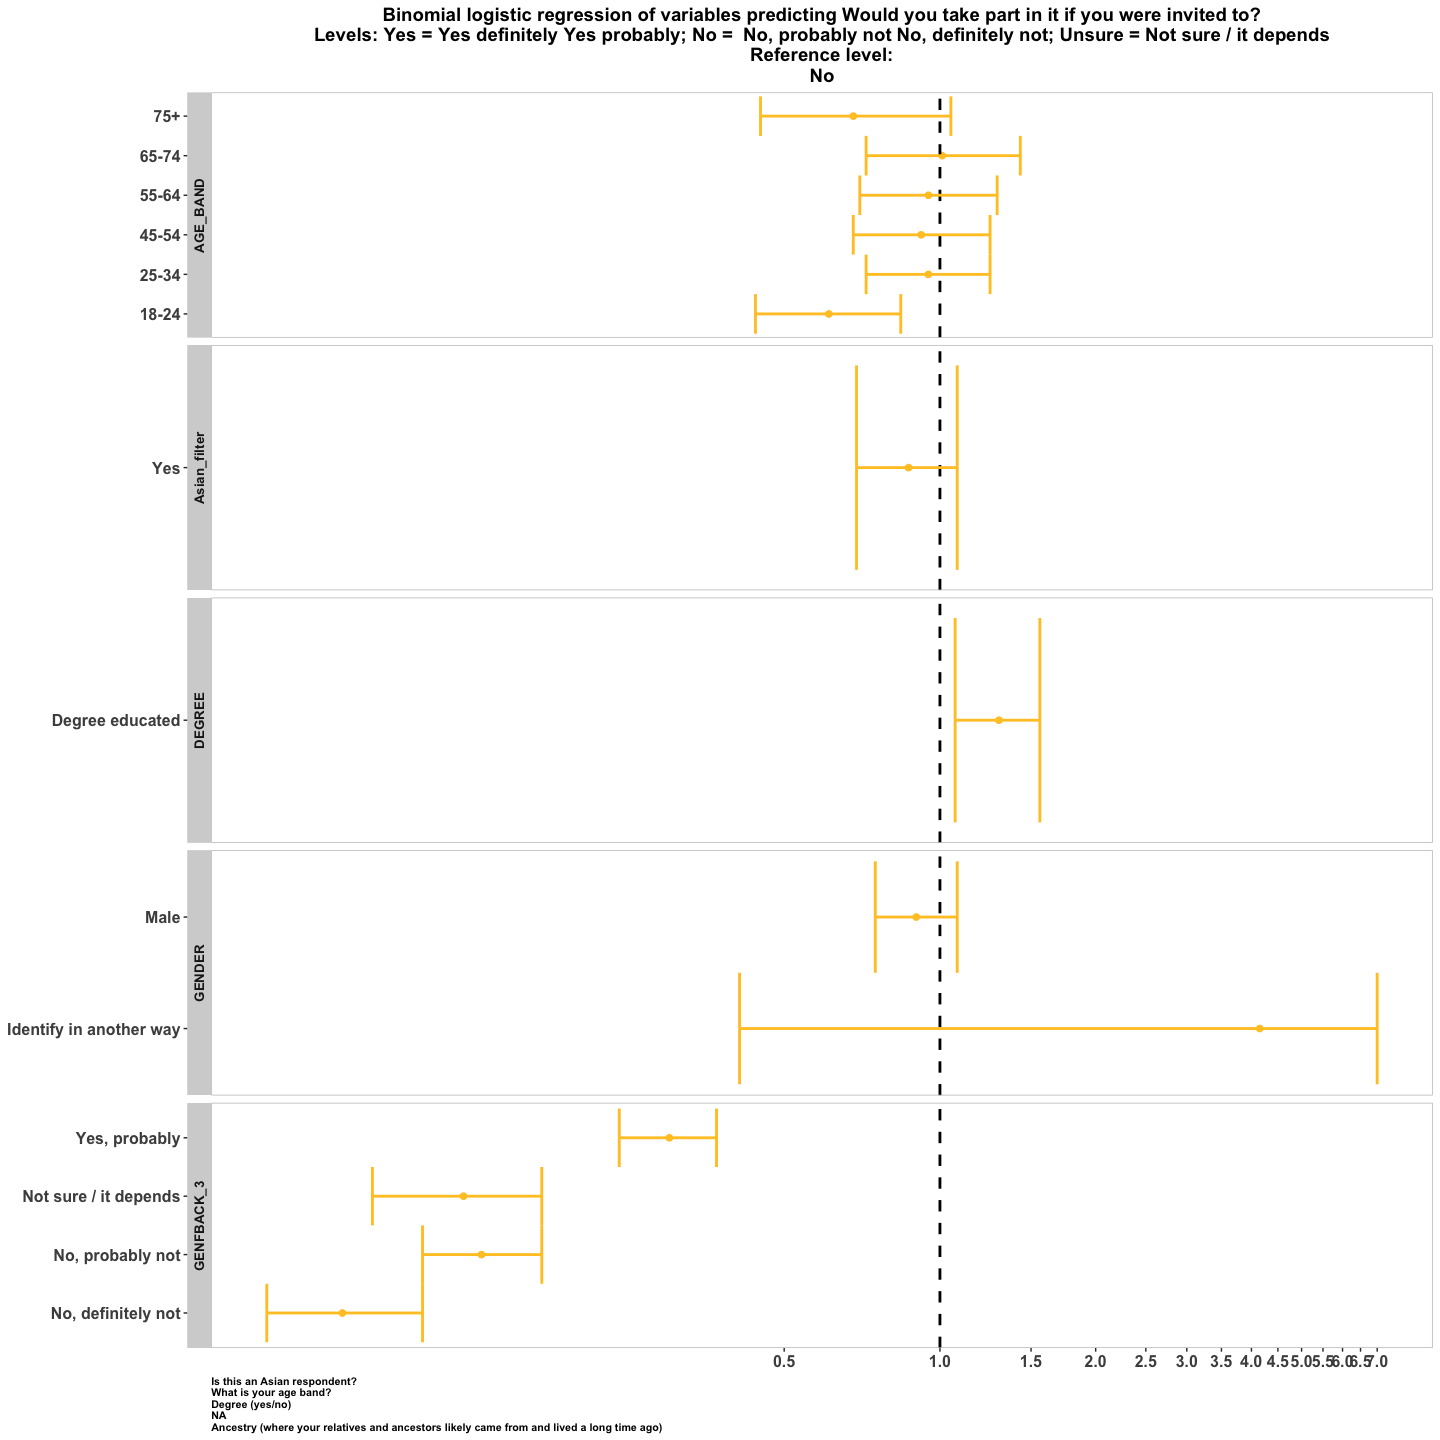 Binomial logistic regression of variables predicting Would you take part in it if you were invited to?
Levels: Yes = Yes definitely Yes probably; No =  No, probably not No, definitely not; Unsure = Not sure / it depends
Reference level:
No
AGE_BAND
75+
65-74
55-64
45-54
25-34
18-24
Asian_filter
Yes
DEGREE
Degree educated
GENDER
Male
Identify in another way
GENFBACK_3
Yes, probably
Not sure / it depends
No, probably not
No, definitely not
0.5 1.0 1.5 2.0 2.5 3.0 3.5 4.0 4.5 5.0 5.5 6.0 6.5 7.0
Is this an Asian respondent?
What is your age band?
Degree (yes/no)
NA
Ancestry (where your relatives and ancestors likely came from and lived a long time ago)